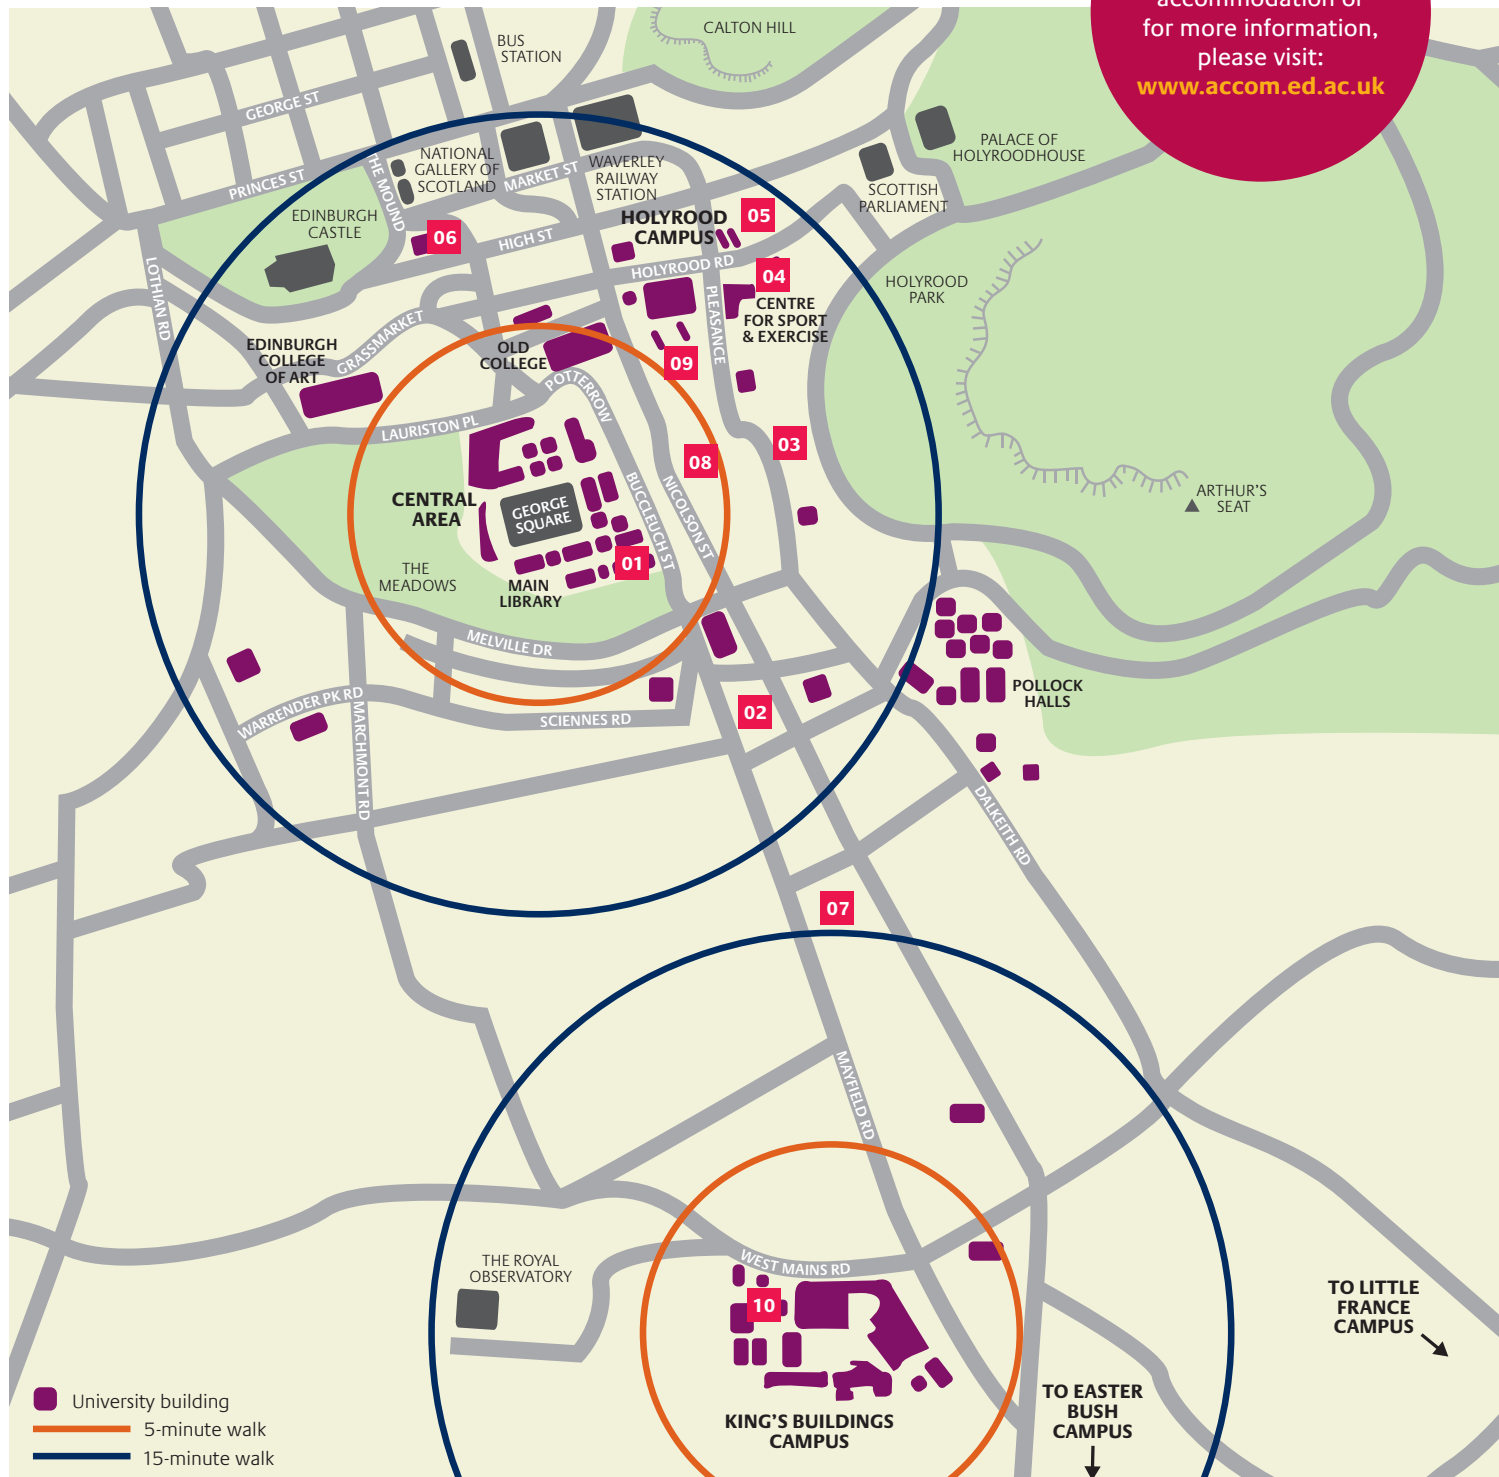 accommodation or
for more information,
please visit:
www.accom.ed.ac.uk
CALTON HILL
BUS
STATION
GEORGE ST
PALACE OF
HOLYROODHOUSE
NATIONAL
GALLERY OF
SCOTLAND
THE MOUND
MARKET ST
WAVERLEY
RAILWAY
STATION
PRINCES ST
SCOTTISH
PARLIAMENT
EDINBURGH
CASTLE
06
HIGH ST
HOLYROOD
CAMPUS
05
HOLYROOD RD
04
LOTHIAN RD
HOLYROOD
PARK
PLEASANCE
CENTRE
FOR SPORT
& EXERCISE
GRASSMARKET
EDINBURGH
COLLEGE
OF ART
OLD
COLLEGE
09
POTTERROW
LAURISTON PL
03
08
CENTRAL
AREA
GEORGE
SQUARE
BUCCLEUCH ST
NICOLSON ST
ARTHUR'S
SEAT
THE
MEADOWS
01
MAIN
LIBRARY
MELVILLE DR
POLLOCK
HALLS
WARRENDER PK RD
MARCHMONT RD
SCIENNES RD
02
DALKEITH RD
07
MAYFIELD RD
THE ROYAL
OBSERVATORY
WEST MAINS RD
10
TO LITTLE
FRANCE
CAMPUS
KING'S BUILDINGS
CAMPUS
TO EASTER
BUSH
CAMPUS
University building
5-minute walk
15-minute walk